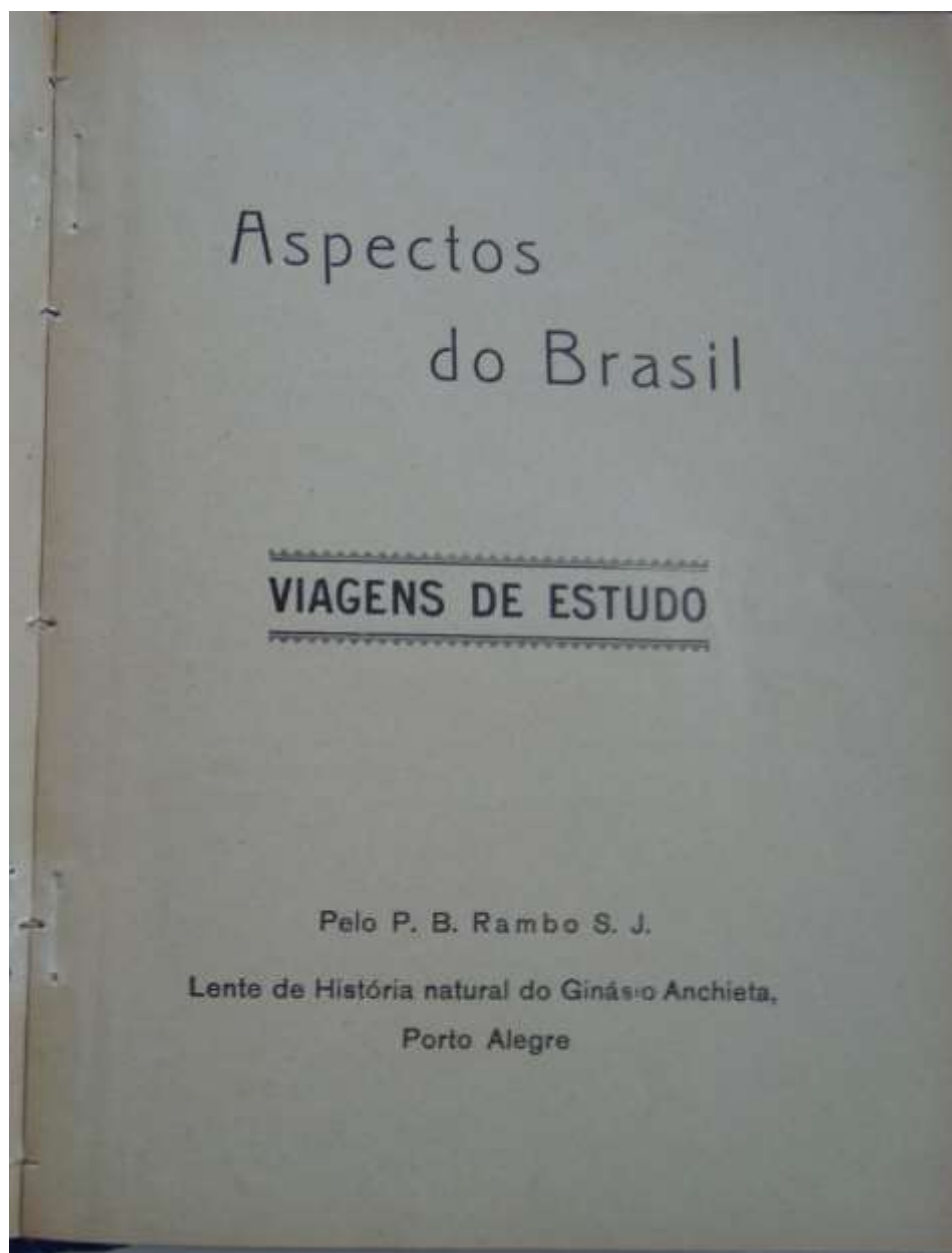 Aspectos
do Brasil
VIAGENS DE ESTUDO
Pelo P. B. Rambo S. J.
Lente de História natural do Ginásio Anchieta,
Porto Alegre